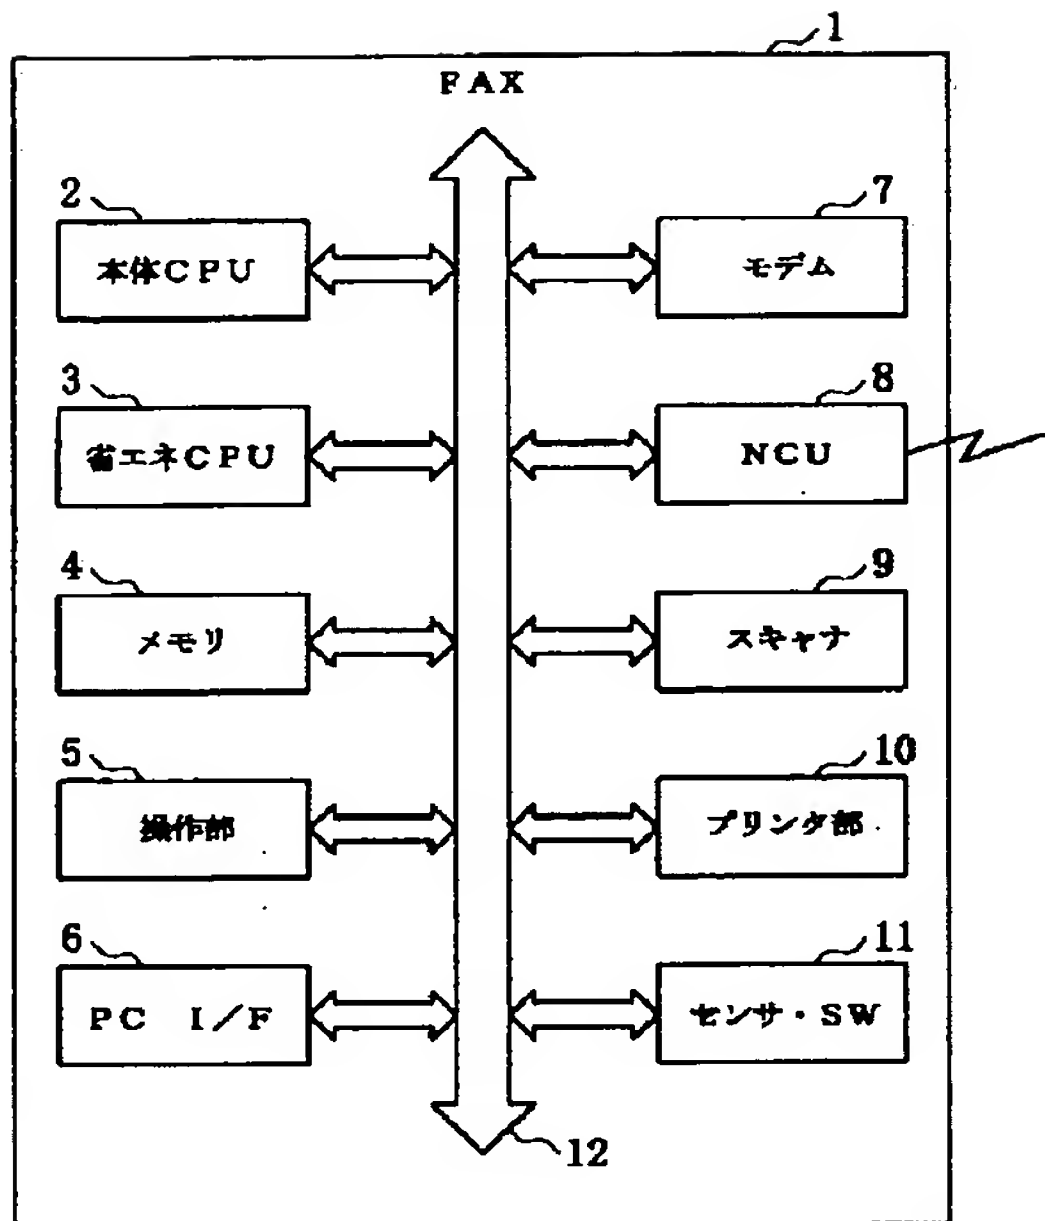 1
FAX
2
本体CPU
7
モデム
3
省エネCPU
8
NCU
4
メモリ
9
スキャナ
5
操作部
10
プリンタ部
6
PC I/F
11
センサ・SW
12